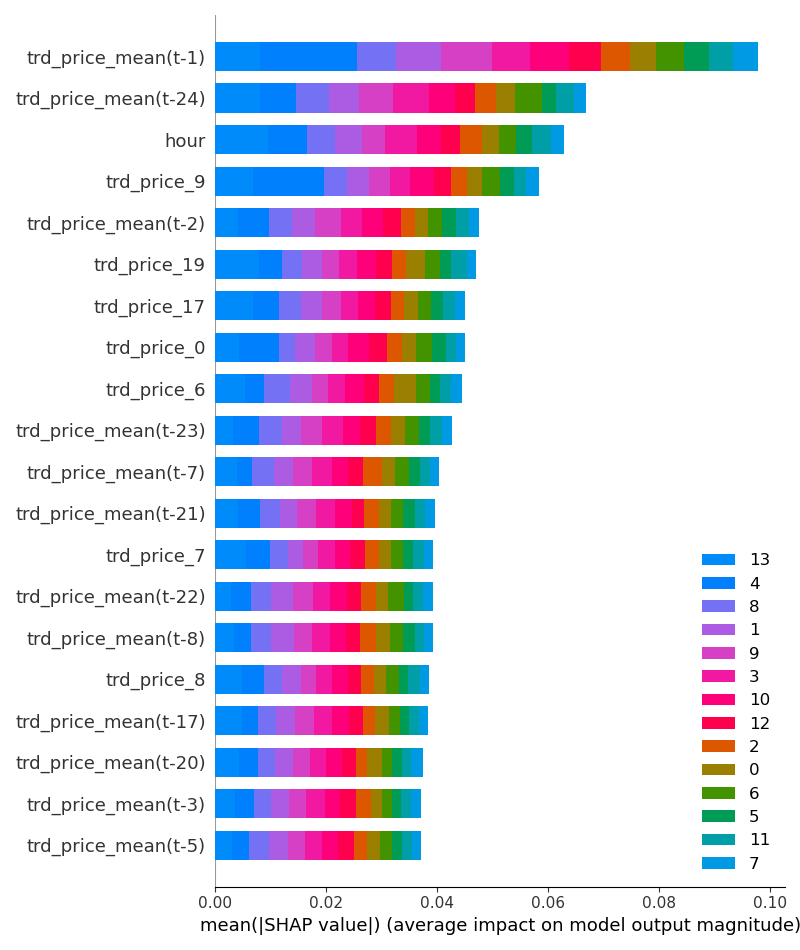 trd_price_mean(t-1)
trd_price_mean(t-24)
hour
trd_price_9
trd_price_mean(t-2)
trd_price_19
trd_price_17
trd_price_0
trd_price_6
trd_price_mean(t-23)
trd_price_mean(t-7)
trd_price_mean(t-21)
trd_price_7
trd_price_mean(t-22)
trd_price_mean(t-8)
trd_price_8
trd_price_mean(t-17)
trd_price_mean(t-20)
trd_price_mean(t-3)
trd_price_mean(t-5)
13
4
8
1
9
3
10
12
2
0
6
5
11
7
0.00 0.02 0.04 0.06 0.08 0.10
mean(|SHAP value|) (average impact on model output magnitude)